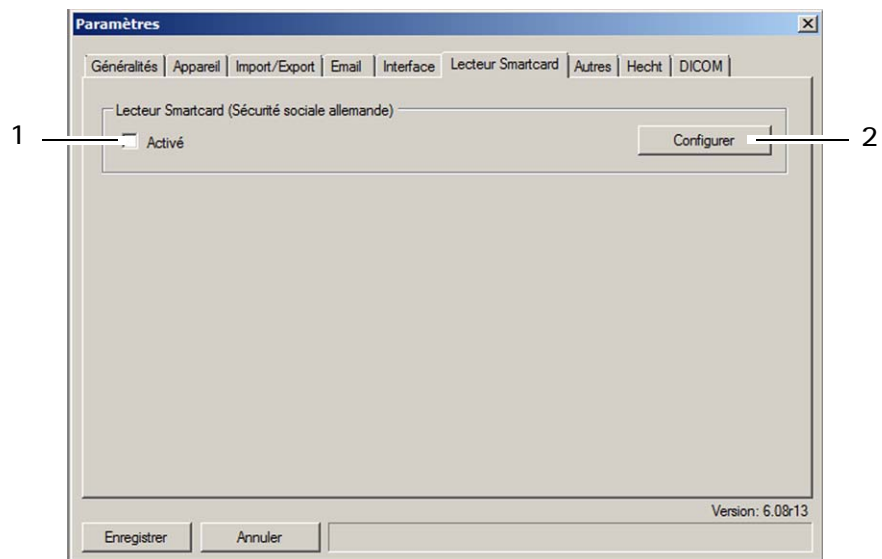 Paramètres
Généralités Appareil Import/Export Email Interface Lecteur Smartcard Autres Hecht DICOM
Lecteur Smartcard (Sécurité sociale allemande)
1 Activé Configurer 2
Version: 6.08r13
Enregistrer Annuler